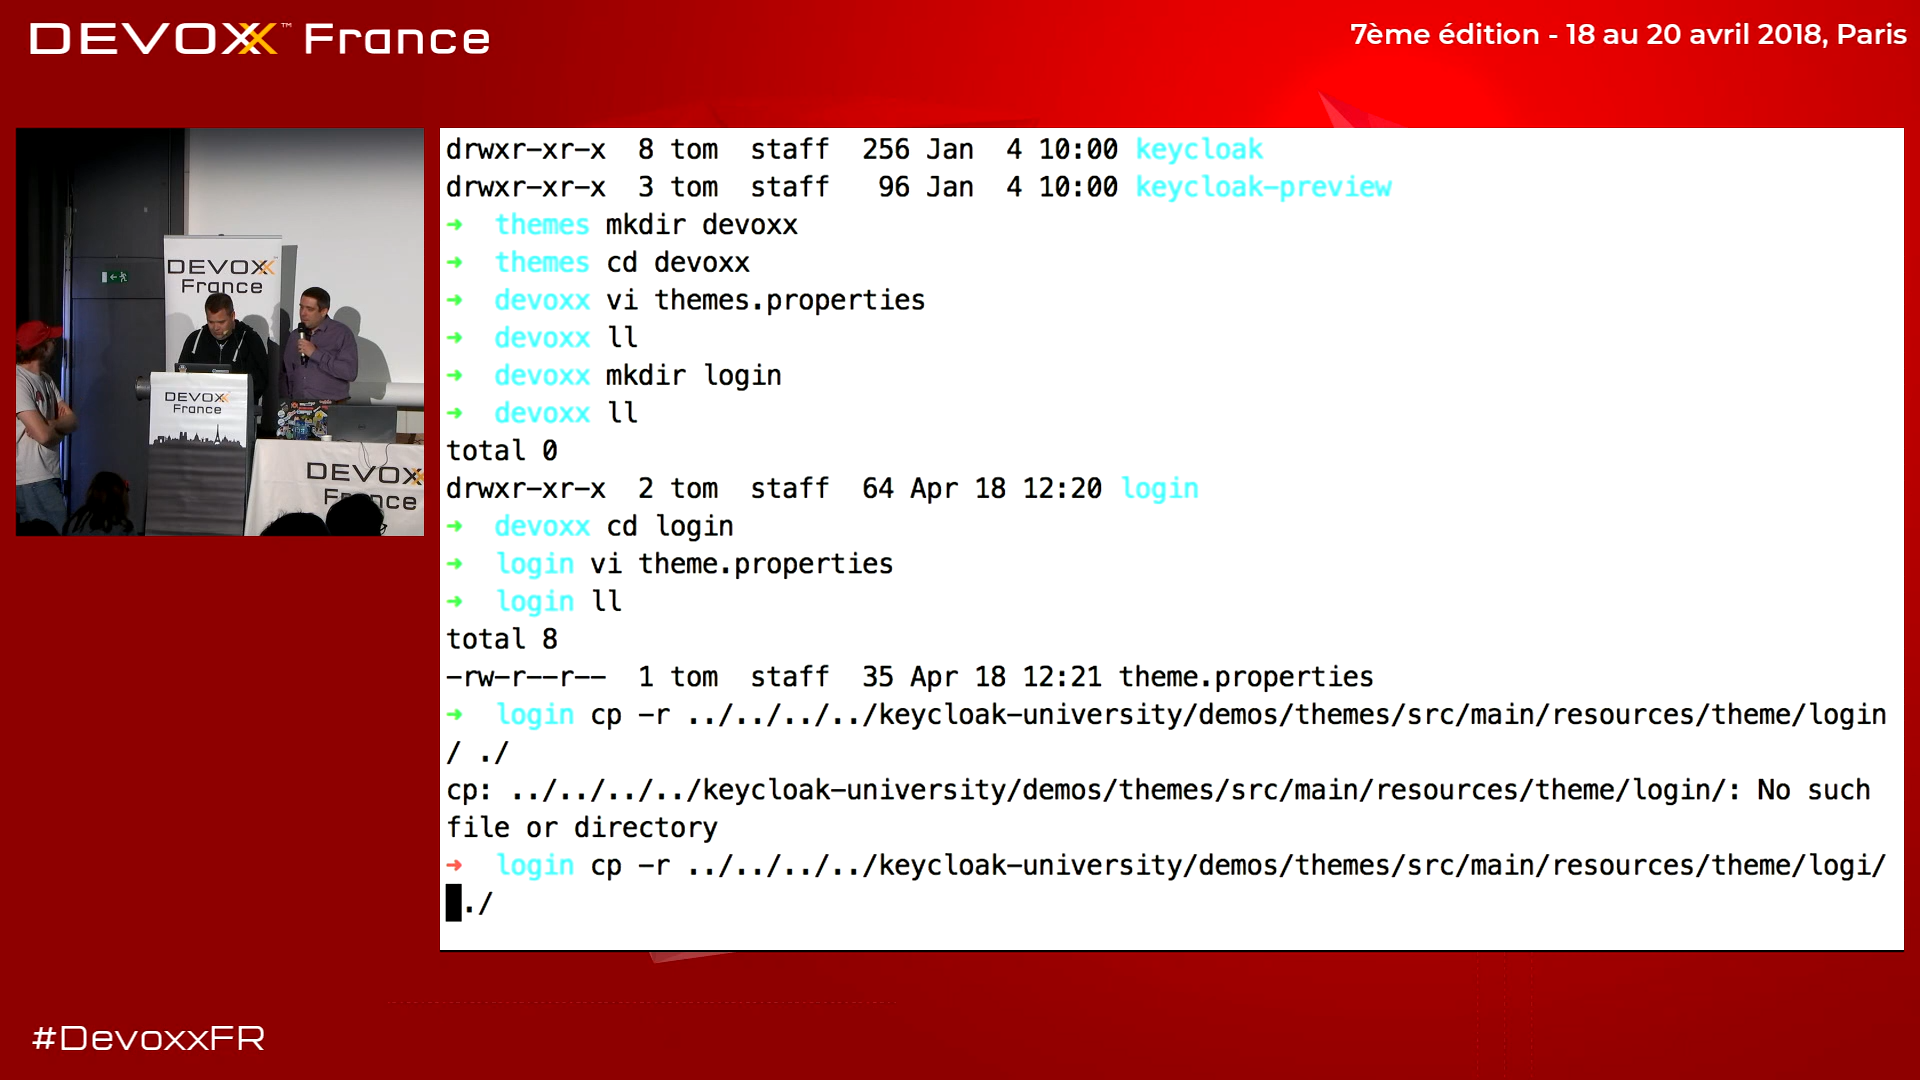 DEVOXX™ France
7ème édition - 18 au 20 avril 2018, Paris
DEVOXX
France
DEVOXX
France
DEVOXX
France
drwxr-xr-x  8 tom  staff  256 Jan  4 10:00 keycloak
drwxr-xr-x  3 tom  staff   96 Jan  4 10:00 keycloak-preview
➜  themes mkdir devoxx
➜  themes cd devoxx
➜  devoxx vi themes.properties
➜  devoxx ll
➜  devoxx mkdir login
➜  devoxx ll
total 0
drwxr-xr-x  2 tom  staff  64 Apr 18 12:20 login
➜  devoxx cd login
➜  login vi theme.properties
➜  login ll
total 8
-rw-r--r--  1 tom  staff  35 Apr 18 12:21 theme.properties
➜  login cp -r ../../../../keycloak-university/demos/themes/src/main/resources/theme/login
/ ./
cp: ../../../../keycloak-university/demos/themes/src/main/resources/theme/login/: No such
file or directory
➜  login cp -r ../../../../keycloak-university/demos/themes/src/main/resources/theme/logi/
./
#DevoxxFR